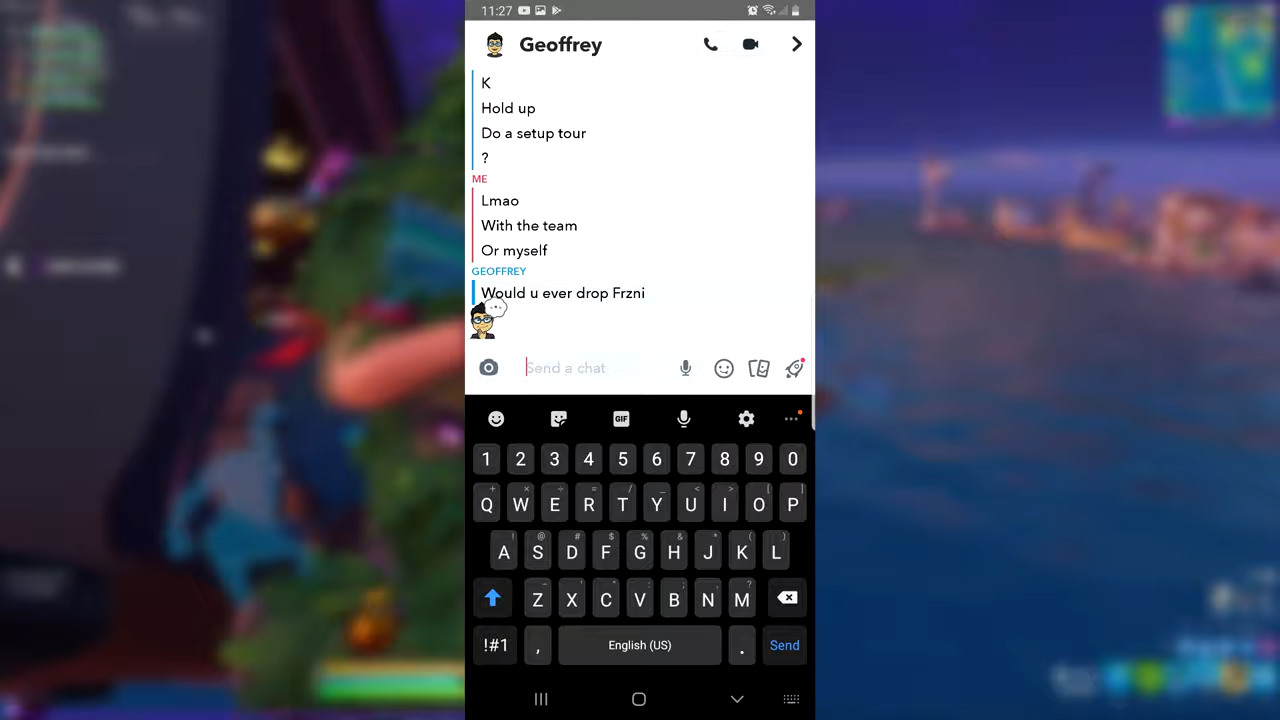 11:27
Geoffrey
K
Hold up
Do a setup tour
?
ME
Lmao
With the team
Or myself
GEOFFREY
Would u ever drop Frzni
Send a chat
GIF
1 2 3 4 5 6 7 8 9 0
Q W E R T Y U I O P
A S D F G H J K L
Z X C V B N M
!#1 , English (US) . Send